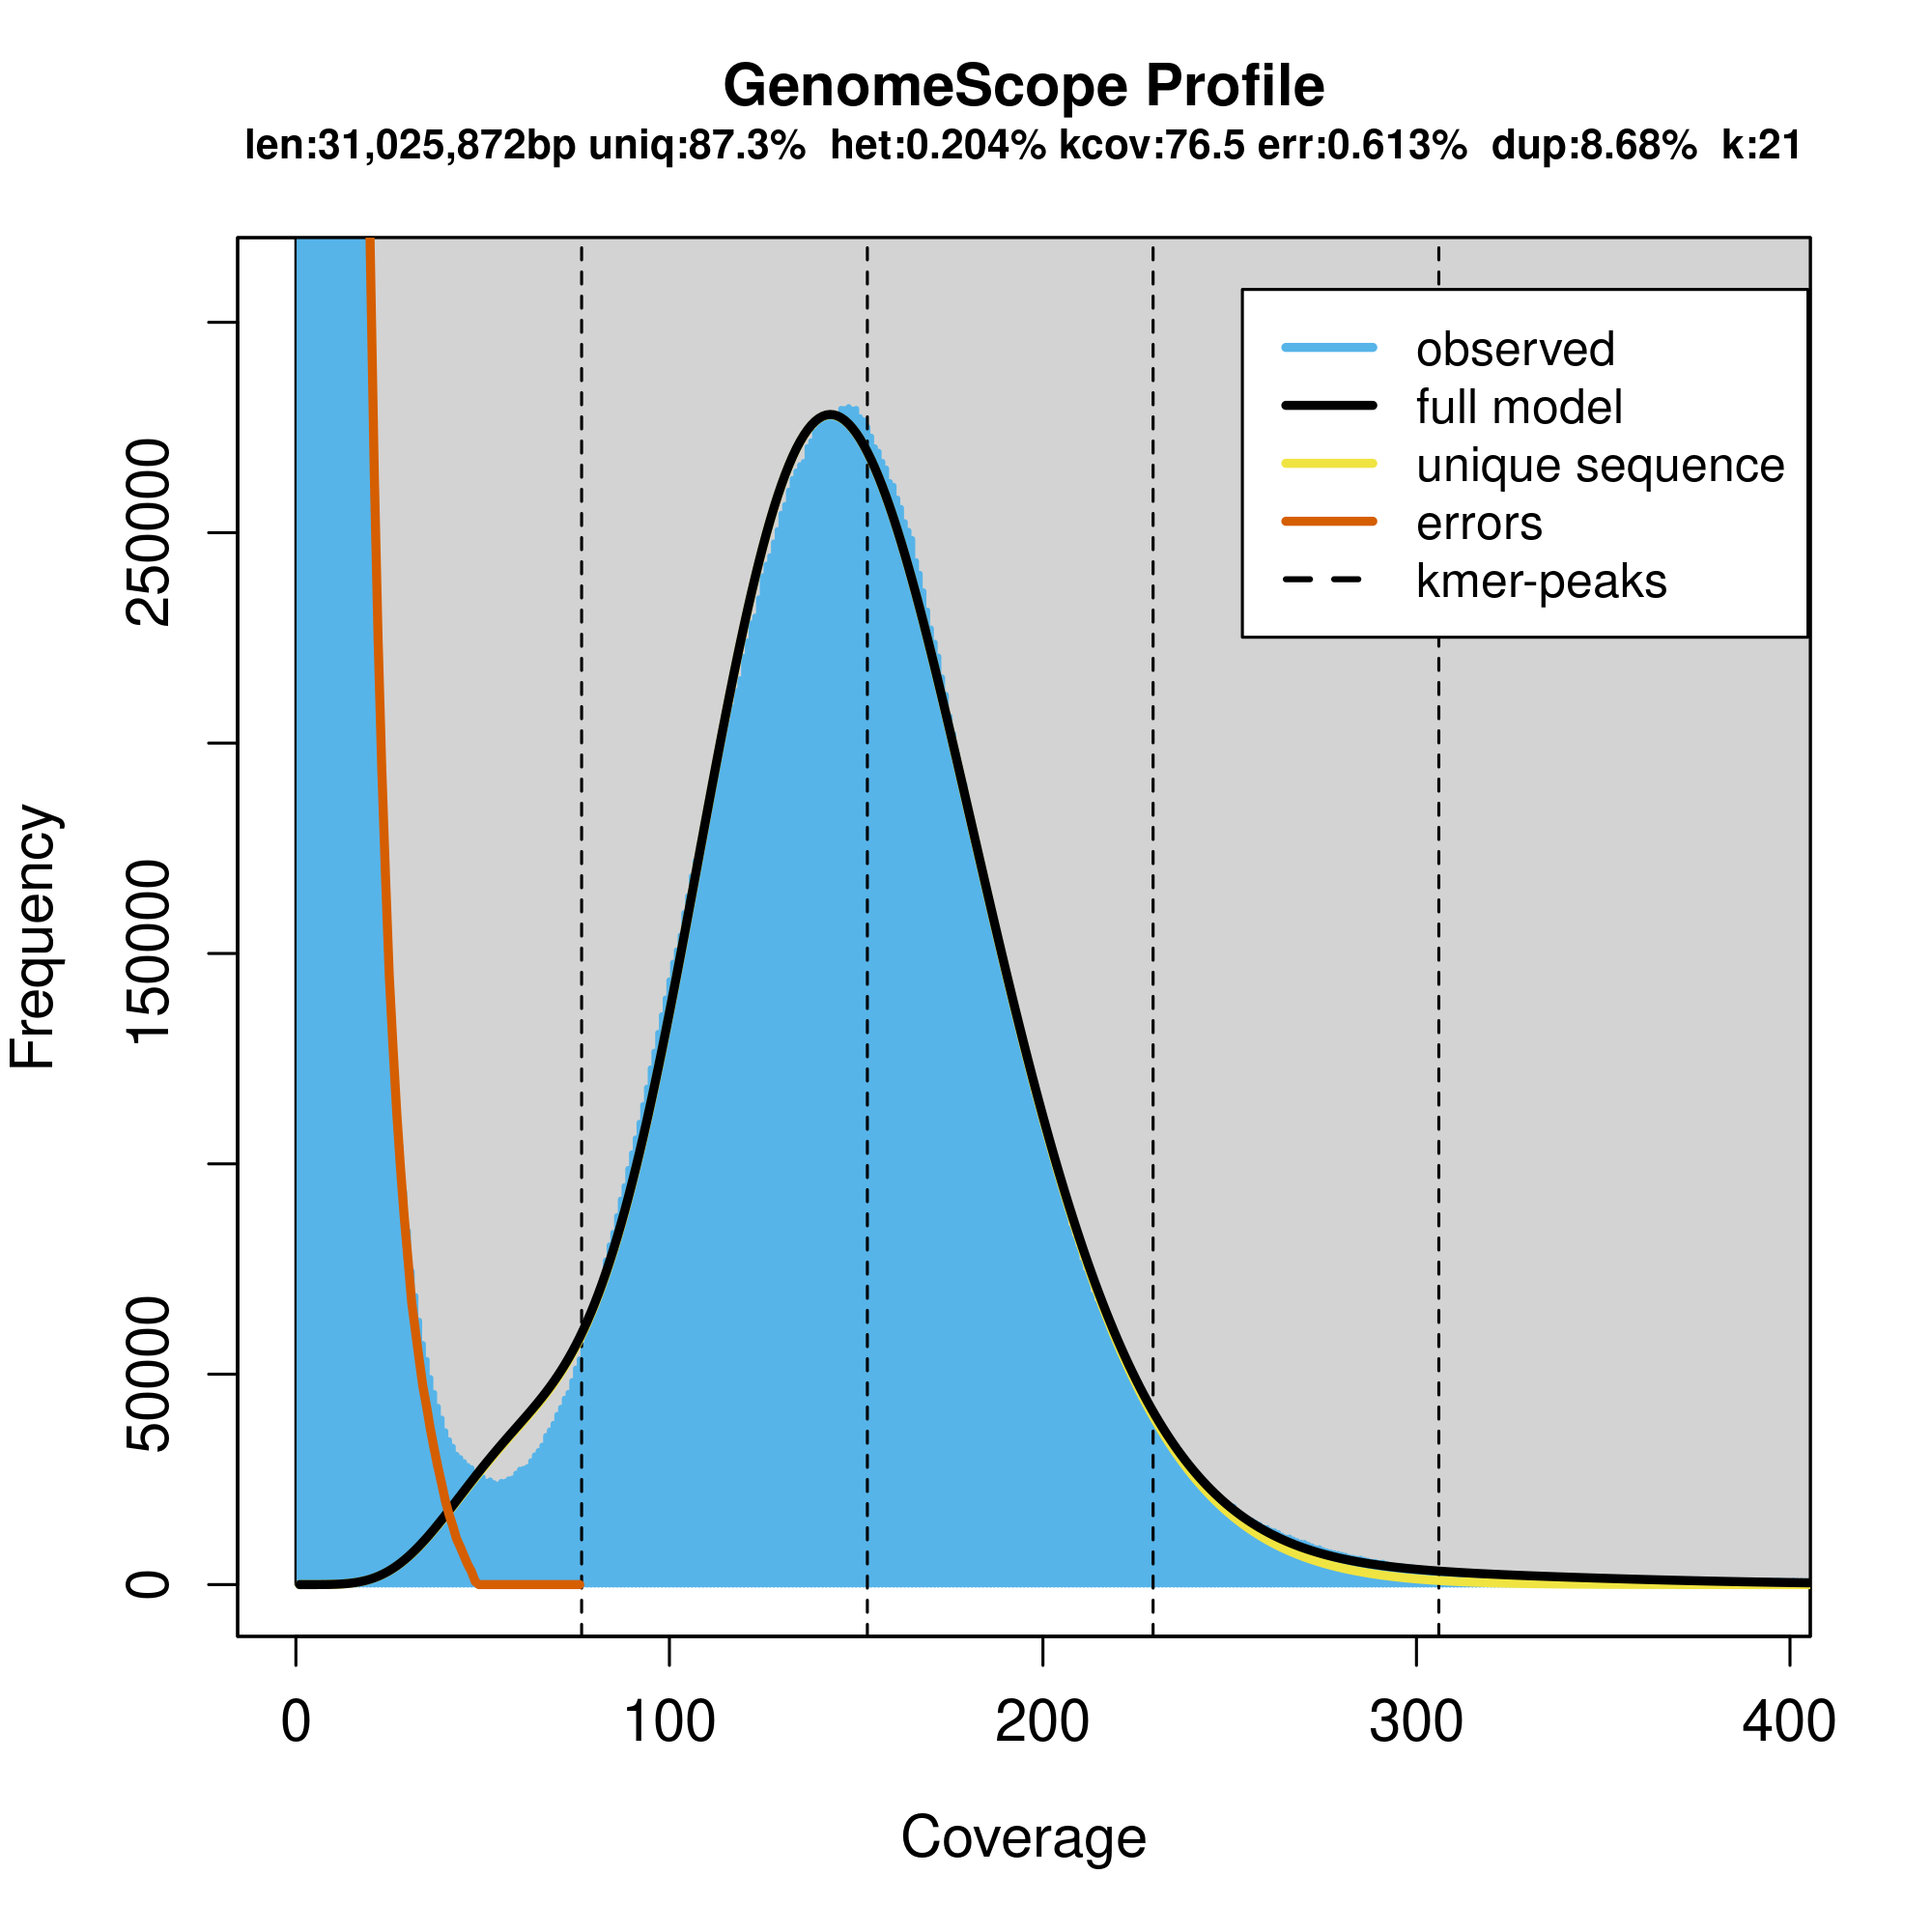 GenomeScope Profile
len:31,025,872bp uniq:87.3% het:0.204% kcov:76.5 err:0.613% dup:8.68% k:21
observed
full model
unique sequence
errors
kmer-peaks
Frequency
250000
150000
50000
0
0 100 200 300 400
Coverage